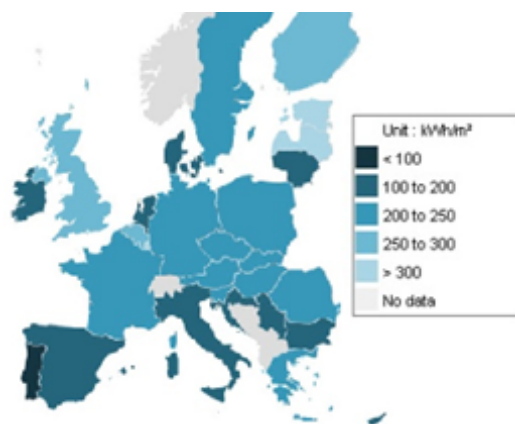 Unit : kWh/m²
< 100
100 to 200
200 to 250
250 to 300
> 300
No data